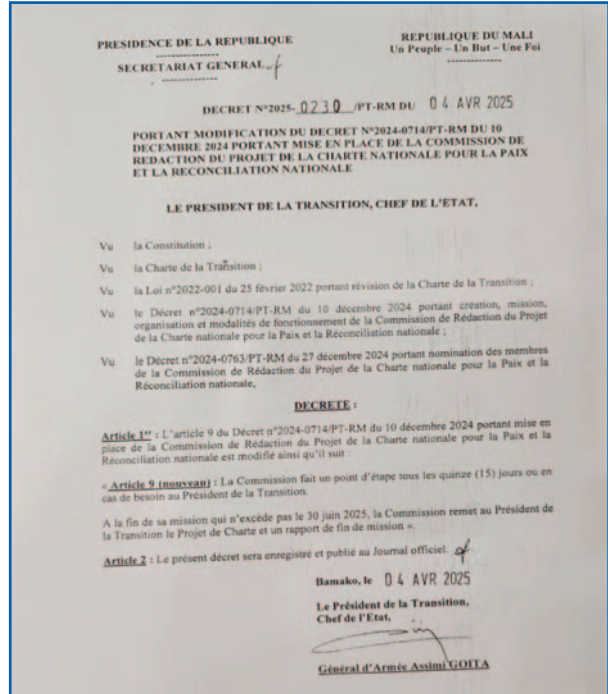 PRESIDENCE DE LA REPUBLIQUE
---------------
SECRETARIAT GENERAL
-------------
REPUBLIQUE DU MALI
Un Peuple – Un But – Une Foi
-------------
DECRET N°2025- 0230 /PT-RM DU 04 AVR 2025
PORTANT MODIFICATION DU DECRET N°2024-0714/PT-RM DU 10
DECEMBRE 2024 PORTANT MISE EN PLACE DE LA COMMISSION DE
REDACTION DU PROJET DE LA CHARTE NATIONALE POUR LA PAIX
ET LA RECONCILIATION NATIONALE
LE PRESIDENT DE LA TRANSITION, CHEF DE L'ETAT,
Vu la Constitution ;
Vu la Charte de la Transition ;
Vu la Loi n°2022-001 du 25 février 2022 portant révision de la Charte de la Transition ;
Vu le Décret n°2024-0714/PT-RM du 10 décembre 2024 portant création, mission,
organisation et modalités de fonctionnement de la Commission de Rédaction du Projet
de la Charte nationale pour la Paix et la Réconciliation nationale ;
Vu le Décret n°2024-0763/PT-RM du 27 décembre 2024 portant nomination des membres
de la Commission de Rédaction du Projet de la Charte nationale pour la Paix et la
Réconciliation nationale,
DECRETE :
Article 1er : L'article 9 du Décret n°2024-0714/PT-RM du 10 décembre 2024 portant mise en
place de la Commission de Rédaction du Projet de la Charte nationale pour la Paix et la
Réconciliation nationale est modifié ainsi qu'il suit :
« Article 9 (nouveau) : La Commission fait un point d'étape tous les quinze (15) jours ou en
cas de besoin au Président de la Transition.
A la fin de sa mission qui n'excède pas le 30 juin 2025, la Commission remet au Président de
la Transition le Projet de Charte et un rapport de fin de mission ».
Article 2 : Le présent décret sera enregistré et publié au Journal officiel.
Bamako, le 04 AVR 2025
Le Président de la Transition,
Chef de l'Etat,
Général d'Armée Assimi GOITA